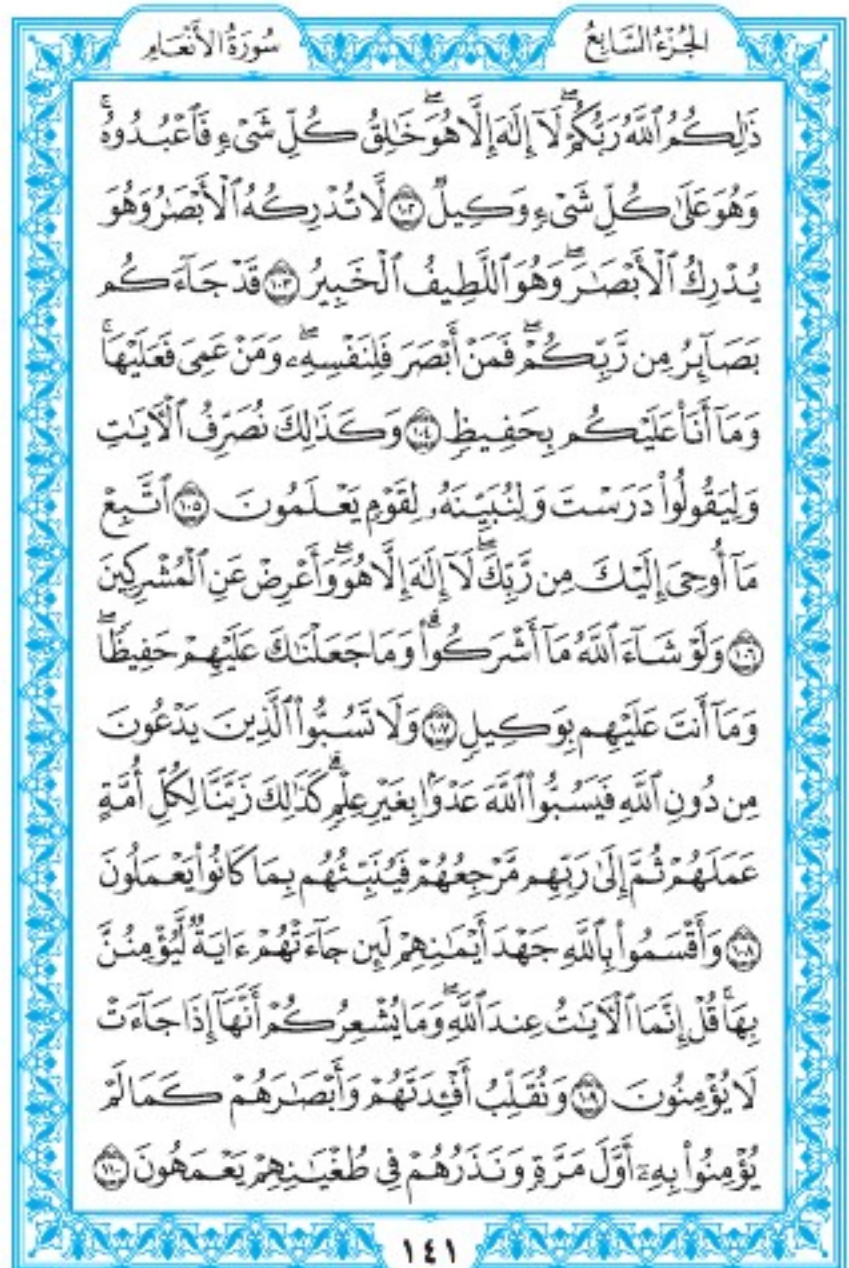 الجُزْءُ السَّابِعُ سُورَةُ الأَنْعَامِ
ذَٰلِكُمُ ٱللَّهُ رَبُّكُمْۖ لَآ إِلَٰهَ إِلَّا هُوَۖ خَٰلِقُ كُلِّ شَىْءٍ فَٱعْبُدُوهُۚ
وَهُوَ عَلَىٰ كُلِّ شَىْءٍ وَكِيلٌ ١٠٢ لَّا تُدْرِكُهُ ٱلْأَبْصَٰرُ وَهُوَ
يُدْرِكُ ٱلْأَبْصَٰرَۖ وَهُوَ ٱللَّطِيفُ ٱلْخَبِيرُ ١٠٣ قَدْ جَآءَكُم
بَصَآئِرُ مِن رَّبِّكُمْۖ فَمَنْ أَبْصَرَ فَلِنَفْسِهِۦۖ وَمَنْ عَمِىَ فَعَلَيْهَاۚ
وَمَآ أَنَا۠ عَلَيْكُم بِحَفِيظٍ ١٠٤ وَكَذَٰلِكَ نُصَرِّفُ ٱلْءَايَٰتِ
وَلِيَقُولُوا۟ دَرَسْتَ وَلِنُبَيِّنَهُۥ لِقَوْمٍ يَعْلَمُونَ ١٠٥ ٱتَّبِعْ
مَآ أُوحِىَ إِلَيْكَ مِن رَّبِّكَۖ لَآ إِلَٰهَ إِلَّا هُوَۖ وَأَعْرِضْ عَنِ ٱلْمُشْرِكِينَ
١٠٦ وَلَوْ شَآءَ ٱللَّهُ مَآ أَشْرَكُوا۟ۗ وَمَا جَعَلْنَٰكَ عَلَيْهِمْ حَفِيظًاۖ
وَمَآ أَنتَ عَلَيْهِم بِوَكِيلٍ ١٠٧ وَلَا تَسُبُّوا۟ ٱلَّذِينَ يَدْعُونَ
مِن دُونِ ٱللَّهِ فَيَسُبُّوا۟ ٱللَّهَ عَدْوًۢا بِغَيْرِ عِلْمٍۗ كَذَٰلِكَ زَيَّنَّا لِكُلِّ أُمَّةٍ
عَمَلَهُمْ ثُمَّ إِلَىٰ رَبِّهِم مَّرْجِعُهُمْ فَيُنَبِّئُهُم بِمَا كَانُوا۟ يَعْمَلُونَ
١٠٨ وَأَقْسَمُوا۟ بِٱللَّهِ جَهْدَ أَيْمَٰنِهِمْ لَئِن جَآءَتْهُمْ ءَايَةٌ لَّيُؤْمِنُنَّ
بِهَاۚ قُلْ إِنَّمَا ٱلْءَايَٰتُ عِندَ ٱللَّهِۖ وَمَا يُشْعِرُكُمْ أَنَّهَآ إِذَا جَآءَتْ
لَا يُؤْمِنُونَ ١٠٩ وَنُقَلِّبُ أَفْـِٔدَتَهُمْ وَأَبْصَٰرَهُمْ كَمَا لَمْ
يُؤْمِنُوا۟ بِهِۦٓ أَوَّلَ مَرَّةٍ وَنَذَرُهُمْ فِى طُغْيَٰنِهِمْ يَعْمَهُونَ ١١٠
١٤١